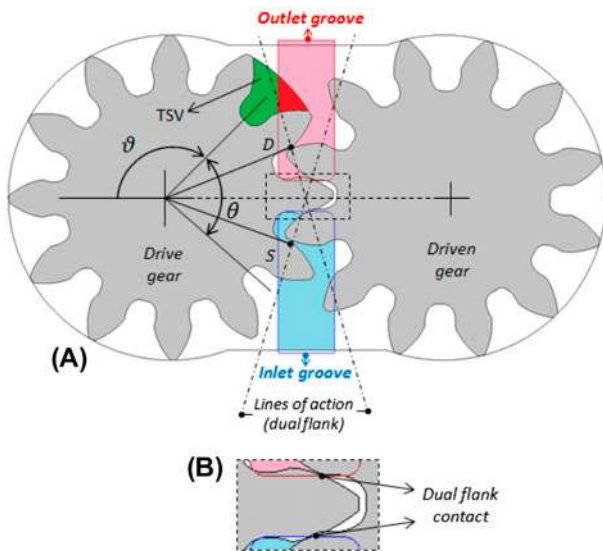 Outlet groove
TSV
ϑ
D
θ
S
Drive
gear
Driven
gear
(A)
Inlet groove
Lines of action
(dual flank)
(B)
Dual flank
contact